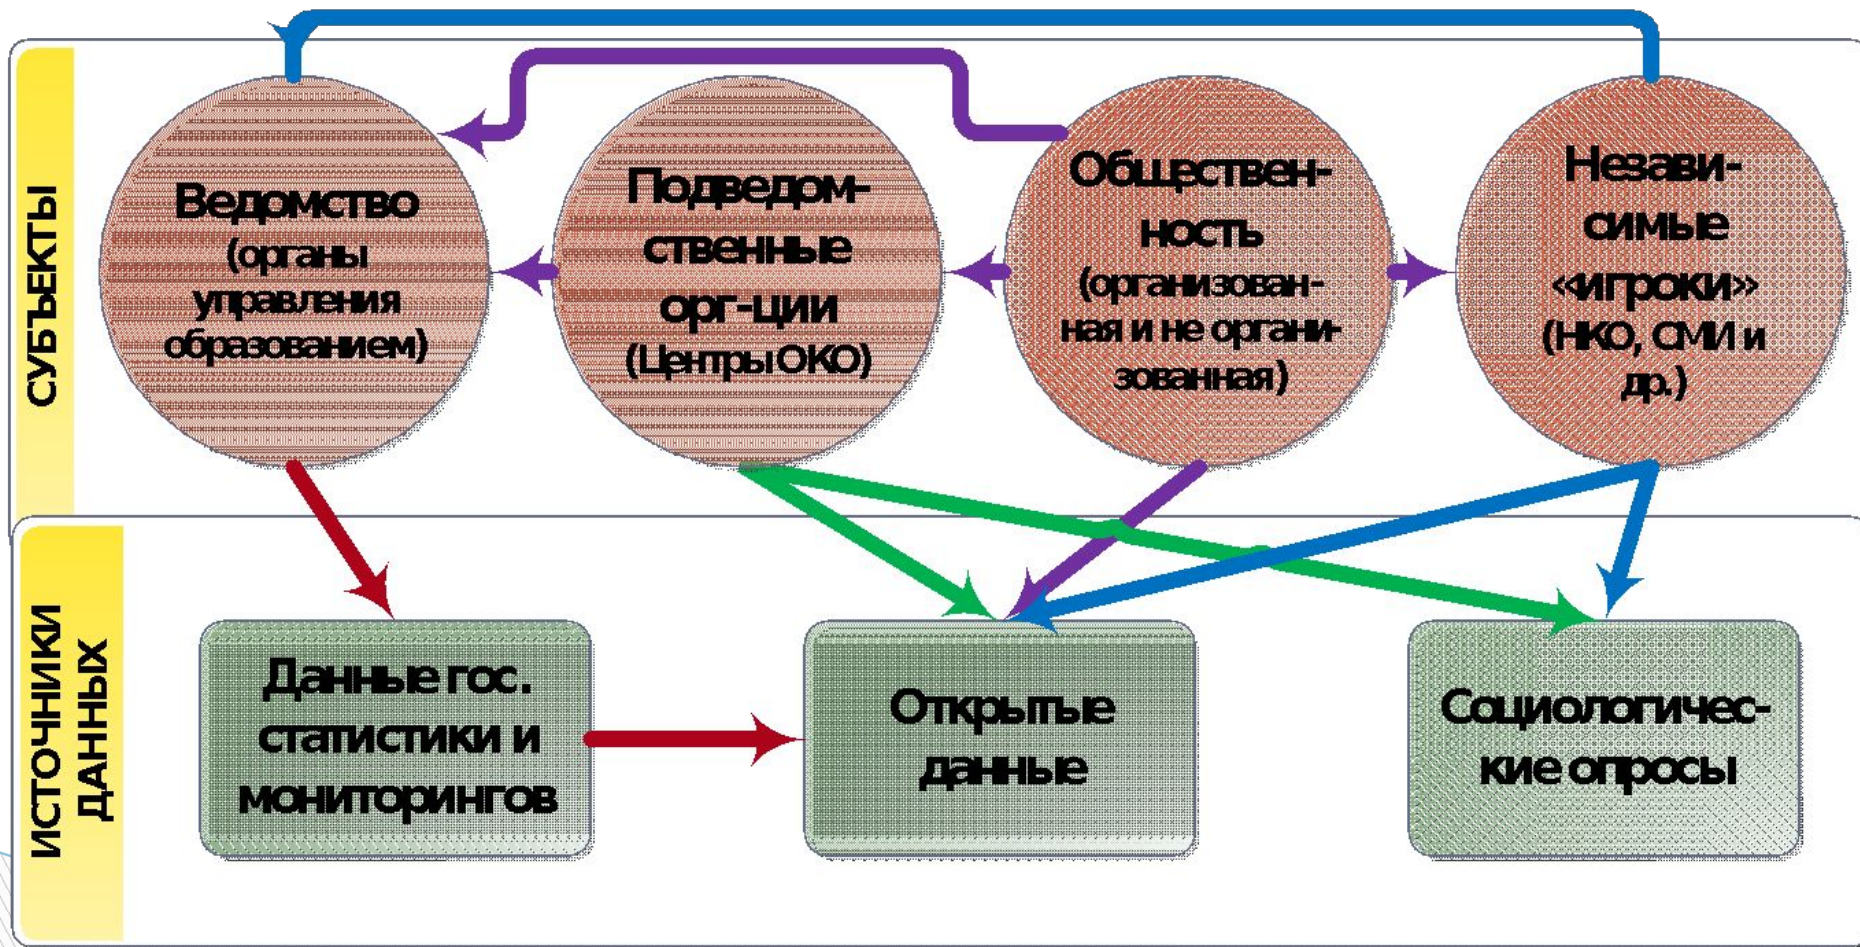 СУБЪЕКТЫ
Ведомство
(органы
управления
образованием)
Подведом-
ственные
орг-ции
(Центры ОКО)
Обществен-
ность
(организован-
ная и не органи-
зованная)
Незави-
симые
«игроки»
(НКО, СМИ и
др.)
ИСТОЧНИКИ
ДАННЫХ
Данные гос.
статистики и
мониторингов
Открытые
данные
Социологичес-
кие опросы